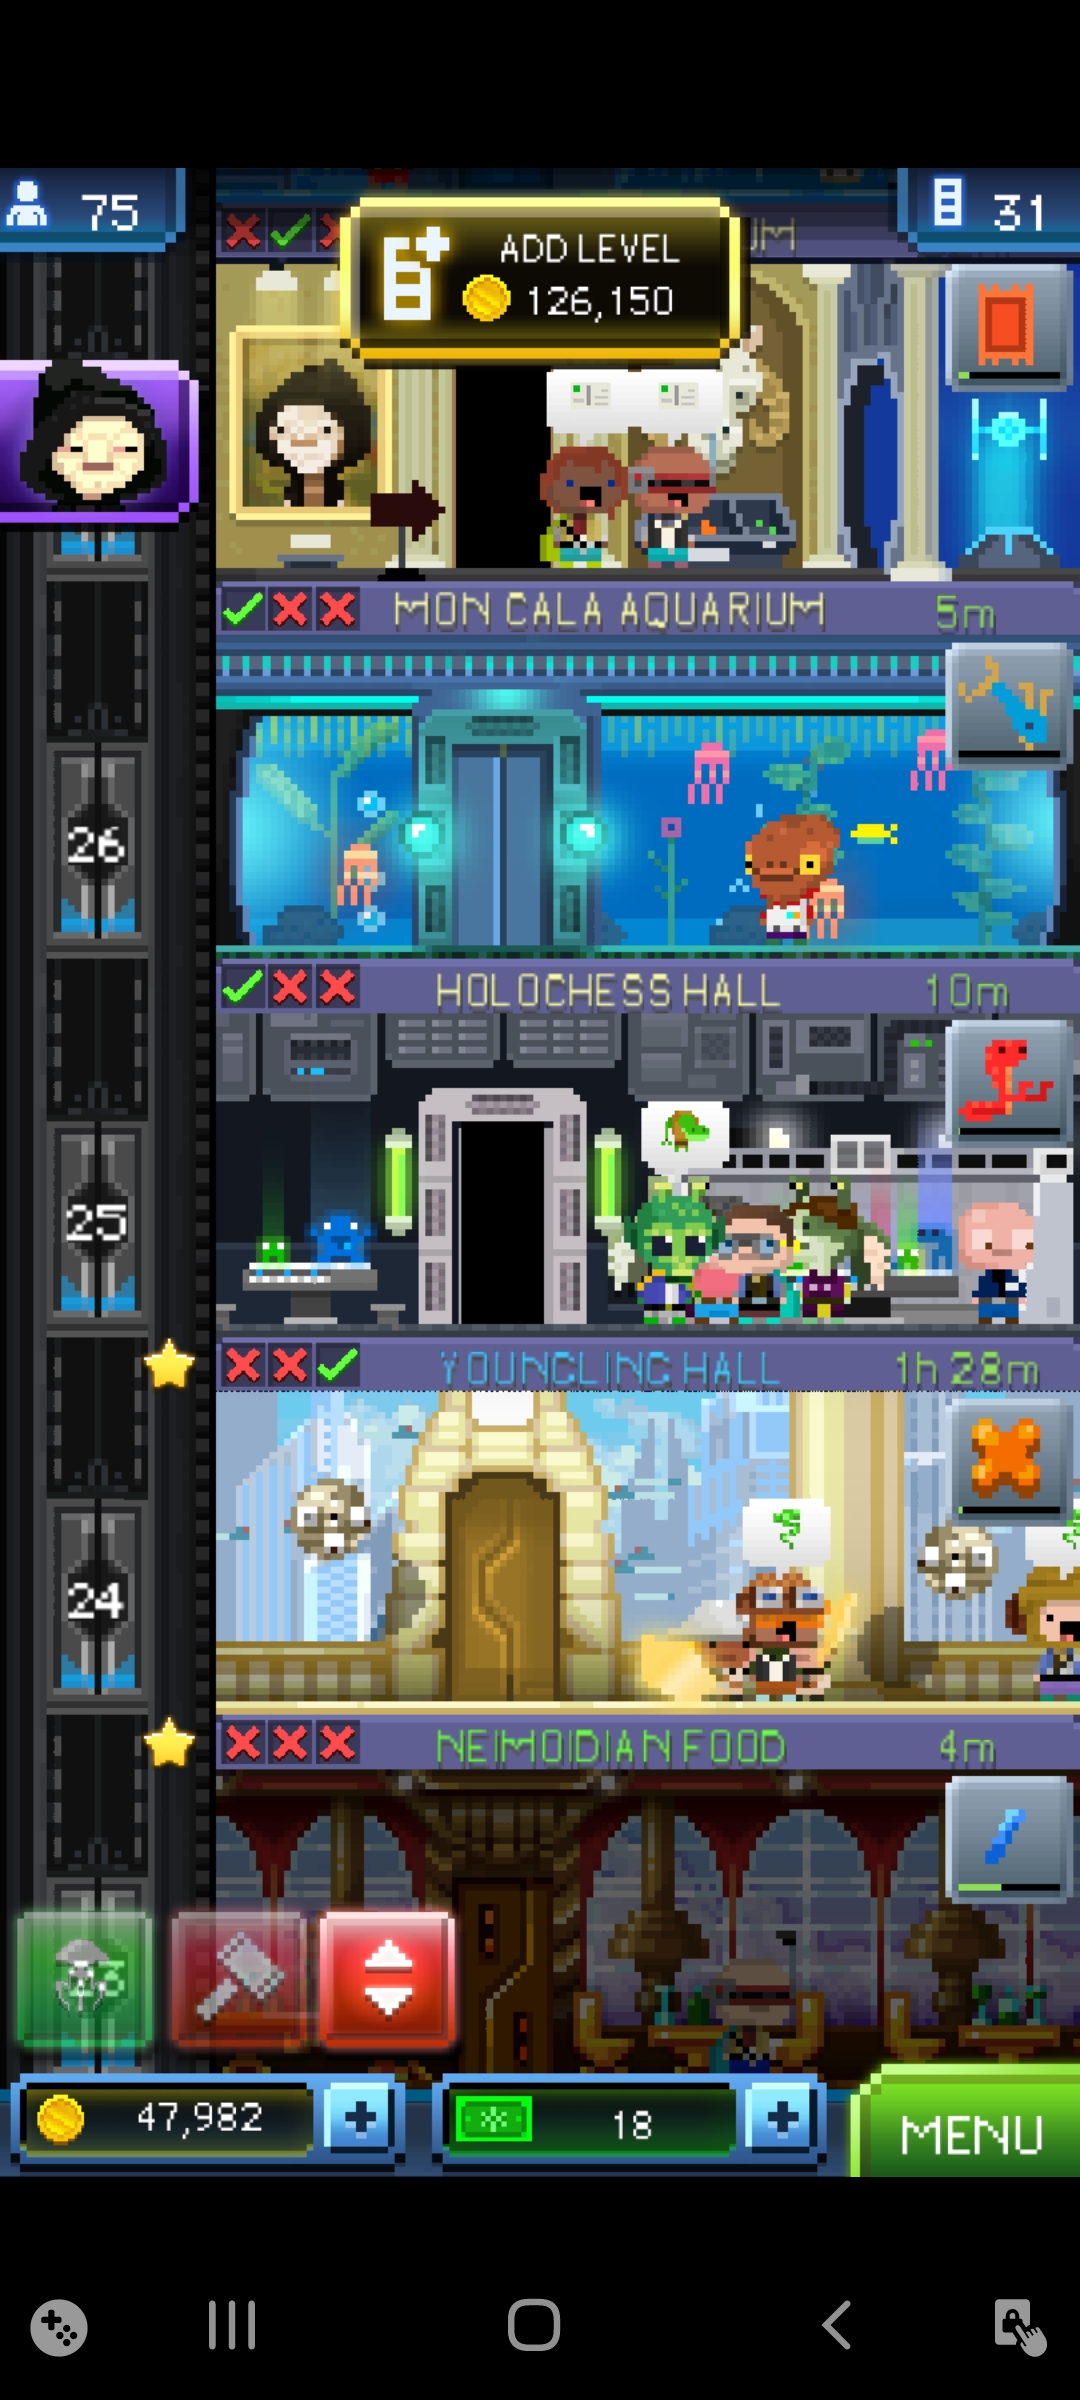 75
31
UM
ADD LEVEL
126,150
MON CALA AQUARIUM 5m
26
HOLOCHESS HALL 10m
25
YOUNGLING HALL 1h 28m
24
NEIMOIDIAN FOOD 4m
47,982
18
MENU